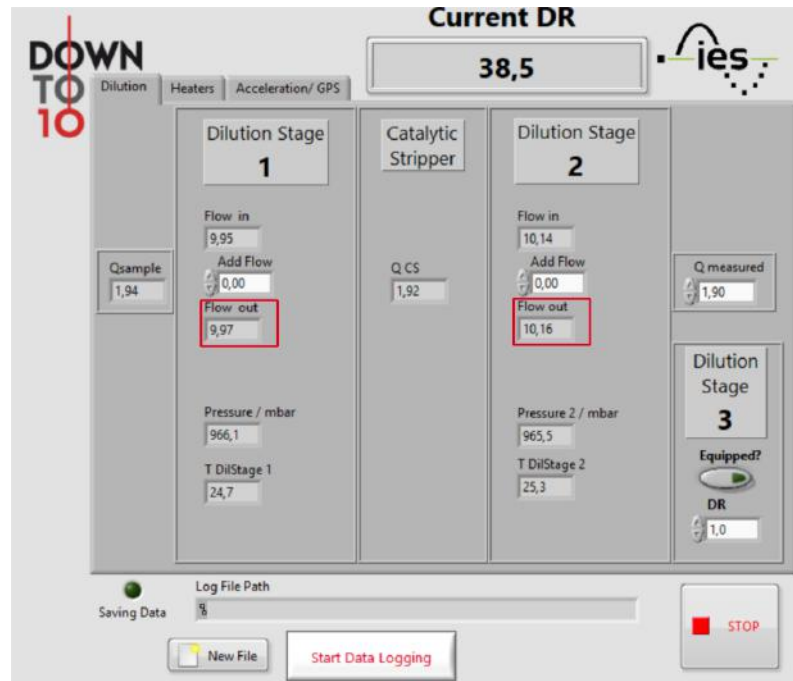 Current DR
38,5
DOWN
TO
10
ies
Dilution
Heaters
Acceleration/ GPS
Dilution Stage
1
Flow in
9,95
Add Flow
0,00
Flow out
9,97
Pressure / mbar
966,1
T DilStage 1
24,7
Qsample
1,94
Catalytic
Stripper
Q CS
1,92
Dilution Stage
2
Flow in
10,14
Add Flow
0,00
Flow out
10,16
Pressure 2 / mbar
965,5
T DilStage 2
25,3
Q measured
1,90
Dilution
Stage
3
Equipped?
DR
1,0
Saving Data
Log File Path
%
New File
Start Data Logging
STOP